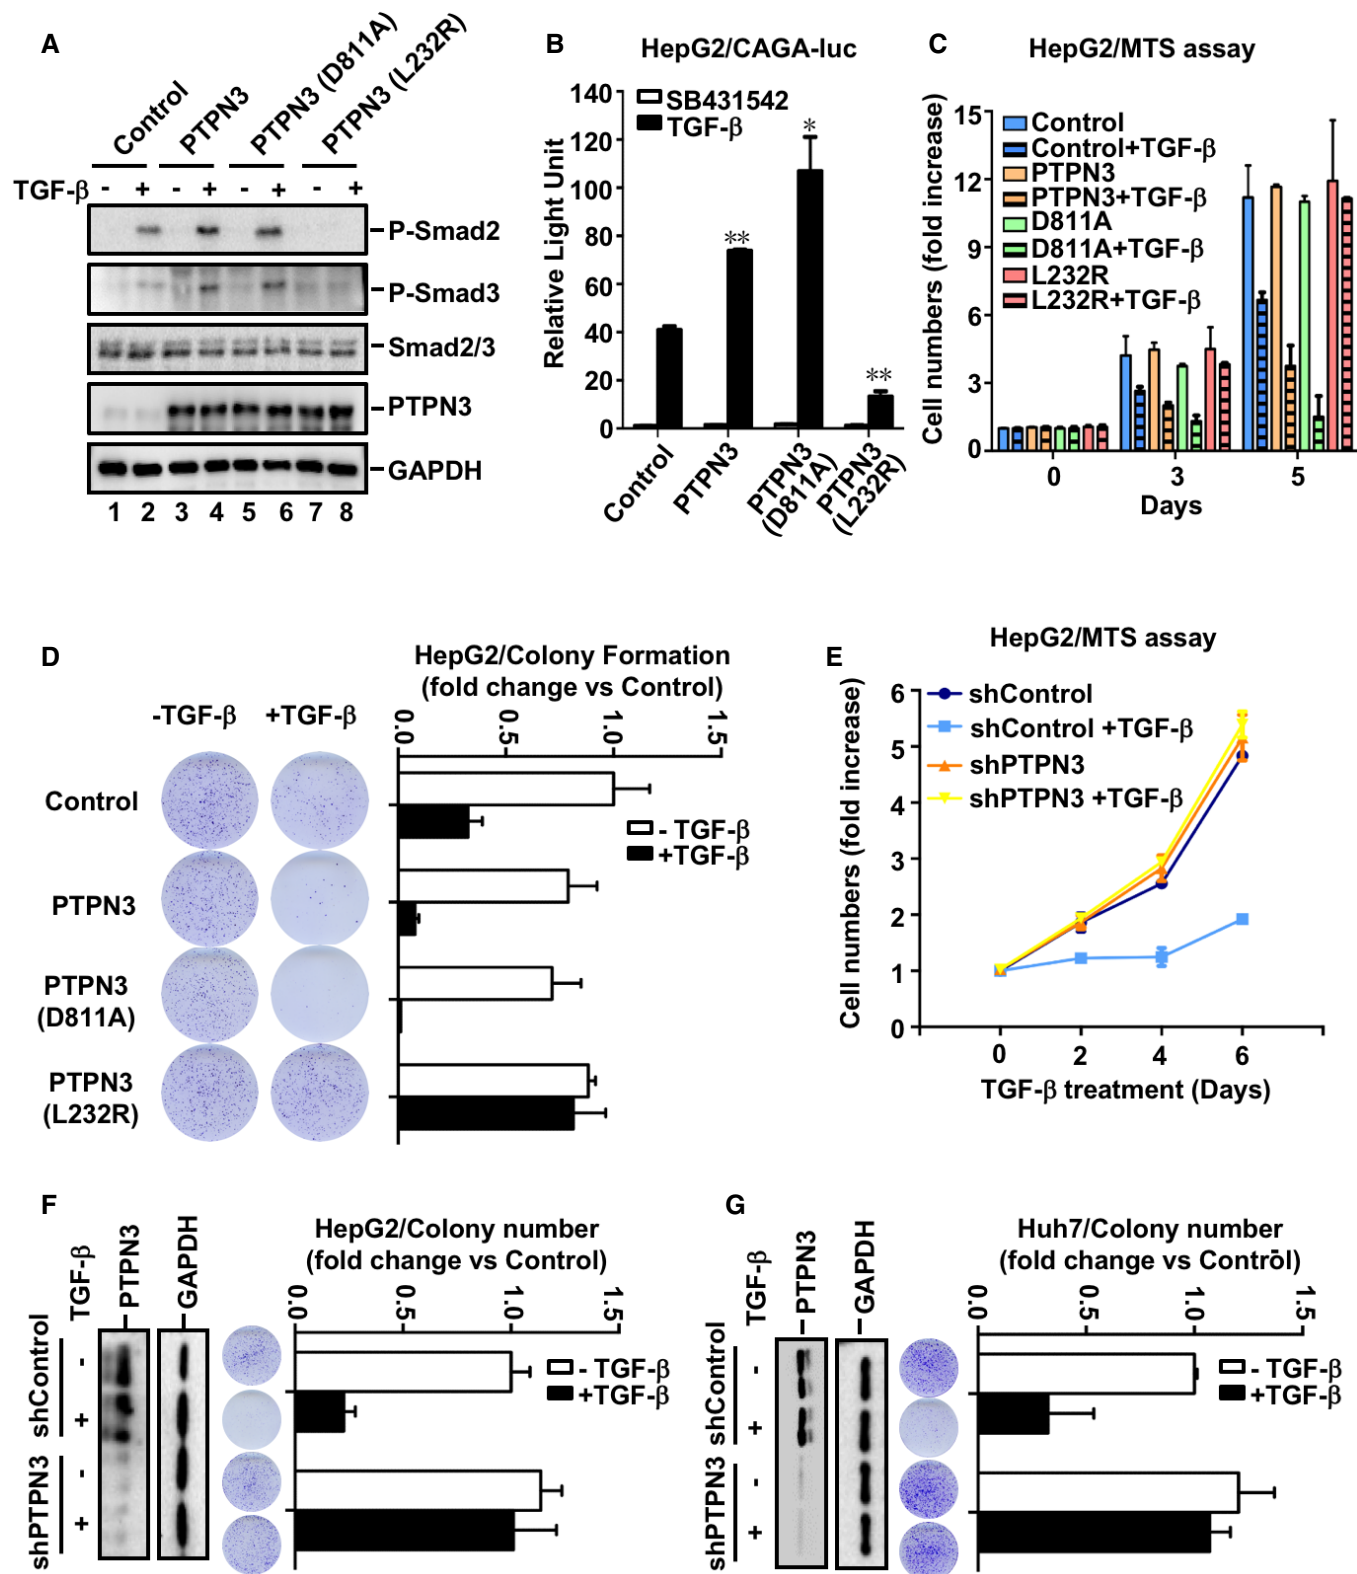 A
Control
PTPN3
PTPN3 (D811A)
PTPN3 (L232R)
TGF-β - + - + - + - +
P-Smad2
P-Smad3
Smad2/3
PTPN3
GAPDH
1 2 3 4 5 6 7 8
B
HepG2/CAGA-luc
Relative Light Unit
140
120
100
80
60
40
20
0
SB431542
TGF-β
**
*
**
Control
PTPN3
PTPN3
(D811A)
PTPN3
(L232R)
C
HepG2/MTS assay
Cell numbers (fold increase)
15
12
9
6
3
0
Control
Control+TGF-β
PTPN3
PTPN3+TGF-β
D811A
D811A+TGF-β
L232R
L232R+TGF-β
0 3 5
Days
D
HepG2/Colony Formation
(fold change vs Control)
-TGF-β +TGF-β
0.0 0.5 1.0 1.5
Control
PTPN3
PTPN3
(D811A)
PTPN3
(L232R)
- TGF-β
+TGF-β
E
HepG2/MTS assay
Cell numbers (fold increase)
6
5
4
3
2
1
0
shControl
shControl +TGF-β
shPTPN3
shPTPN3 +TGF-β
0 2 4 6
TGF-β treatment (Days)
F
HepG2/Colony number
(fold change vs Control)
TGF-β
PTPN3
GAPDH
0.0 0.5 1.0 1.5
shControl
-
+
shPTPN3
-
+
- TGF-β
+TGF-β
G
Huh7/Colony number
(fold change vs Control)
TGF-β
PTPN3
GAPDH
0.0 0.5 1.0 1.5
shControl
-
+
shPTPN3
-
+
- TGF-β
+TGF-β